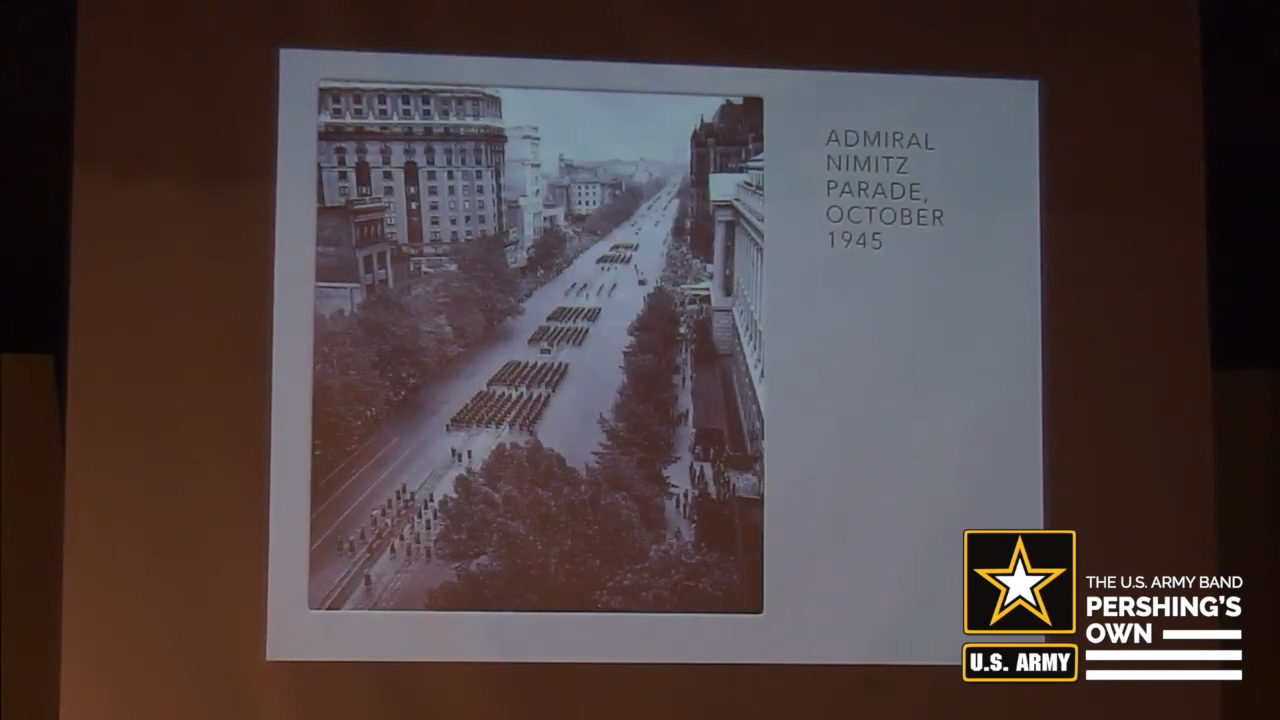 ADMIRAL
NIMITZ
PARADE,
OCTOBER
1945
THE U.S. ARMY BAND
PERSHING'S
OWN
U.S. ARMY